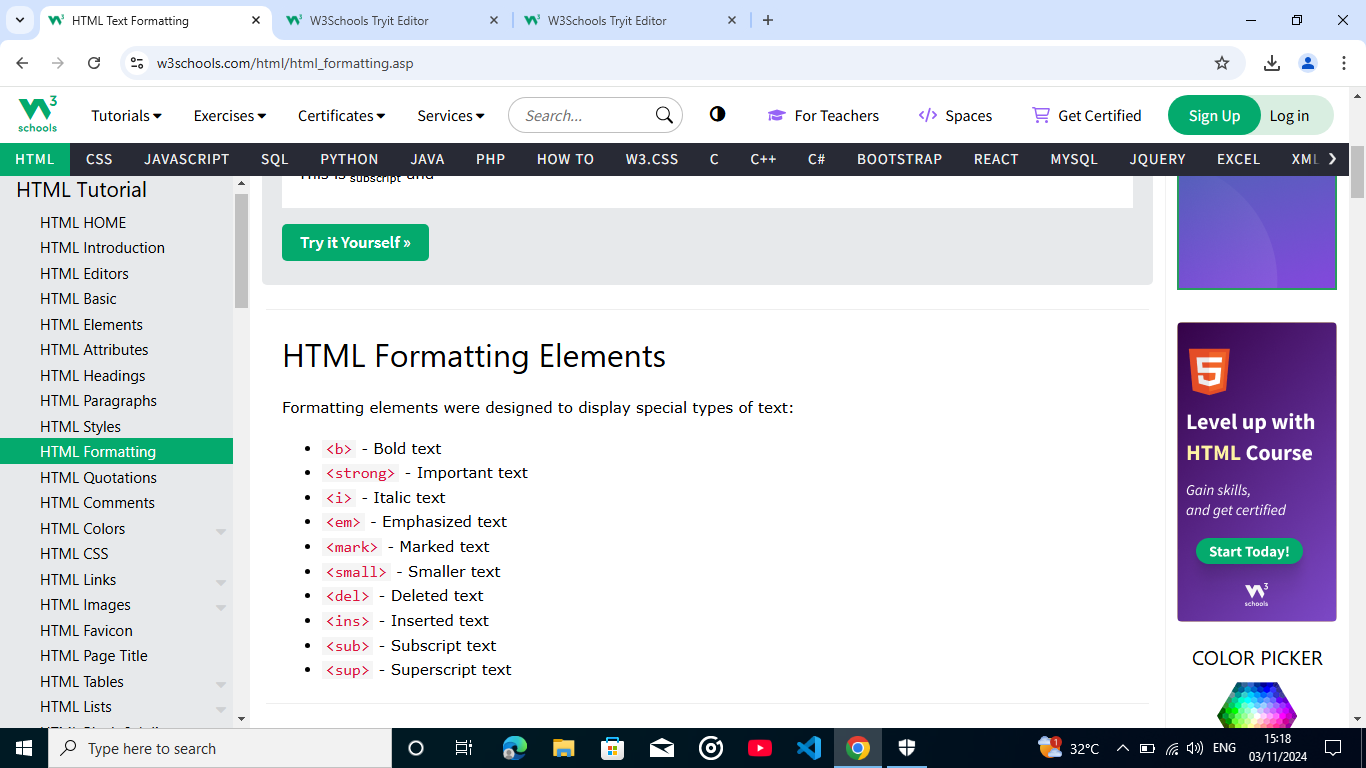 HTML Text Formatting
W3Schools Tryit Editor
W3Schools Tryit Editor
w3schools.com/html/html_formatting.asp
W3
schools
Tutorials
Exercises
Certificates
Services
Search...
For Teachers
Spaces
Get Certified
Sign Up
Log in
HTML CSS JAVASCRIPT SQL PYTHON JAVA PHP HOW TO W3.CSS C C++ C# BOOTSTRAP REACT MYSQL JQUERY EXCEL XML
HTML Tutorial
HTML HOME
HTML Introduction
HTML Editors
HTML Basic
HTML Elements
HTML Attributes
HTML Headings
HTML Paragraphs
HTML Styles
HTML Formatting
HTML Quotations
HTML Comments
HTML Colors
HTML CSS
HTML Links
HTML Images
HTML Favicon
HTML Page Title
HTML Tables
HTML Lists
This is subscript and
Try it Yourself »
HTML Formatting Elements
Formatting elements were designed to display special types of text:
<b> - Bold text
<strong> - Important text
<i> - Italic text
<em> - Emphasized text
<mark> - Marked text
<small> - Smaller text
<del> - Deleted text
<ins> - Inserted text
<sub> - Subscript text
<sup> - Superscript text
5
Level up with
HTML Course
Gain skills,
and get certified
Start Today!
W3
schools
COLOR PICKER
Type here to search
1
32°C
ENG
15:18
03/11/2024